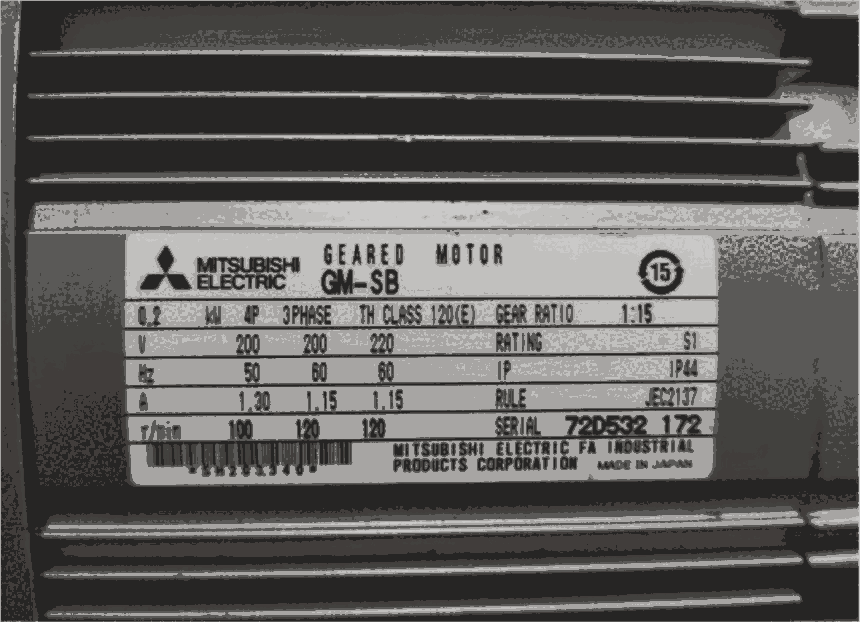 MITSUBISHI
ELECTRIC
GEARED MOTOR
GM-SB
15
0.2 kW 4P 3PHASE TH CLASS 120(E) GEAR RATIO 1:15
V 200 200 220 RATING S1
Hz 50 60 60 IP IP44
A 1.30 1.15 1.15 RULE JEC2137
r/min 100 120 120 SERIAL 72D532 172
MITSUBISHI ELECTRIC FA INDUSTRIAL
PRODUCTS CORPORATION MADE IN JAPAN